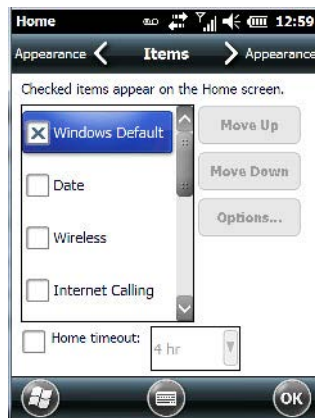 Home 12:59
Appearance Items Appearance
Checked items appear on the Home screen.
Windows Default
Move Up
Date
Move Down
Wireless
Options...
Internet Calling
Home timeout: 4 hr
OK